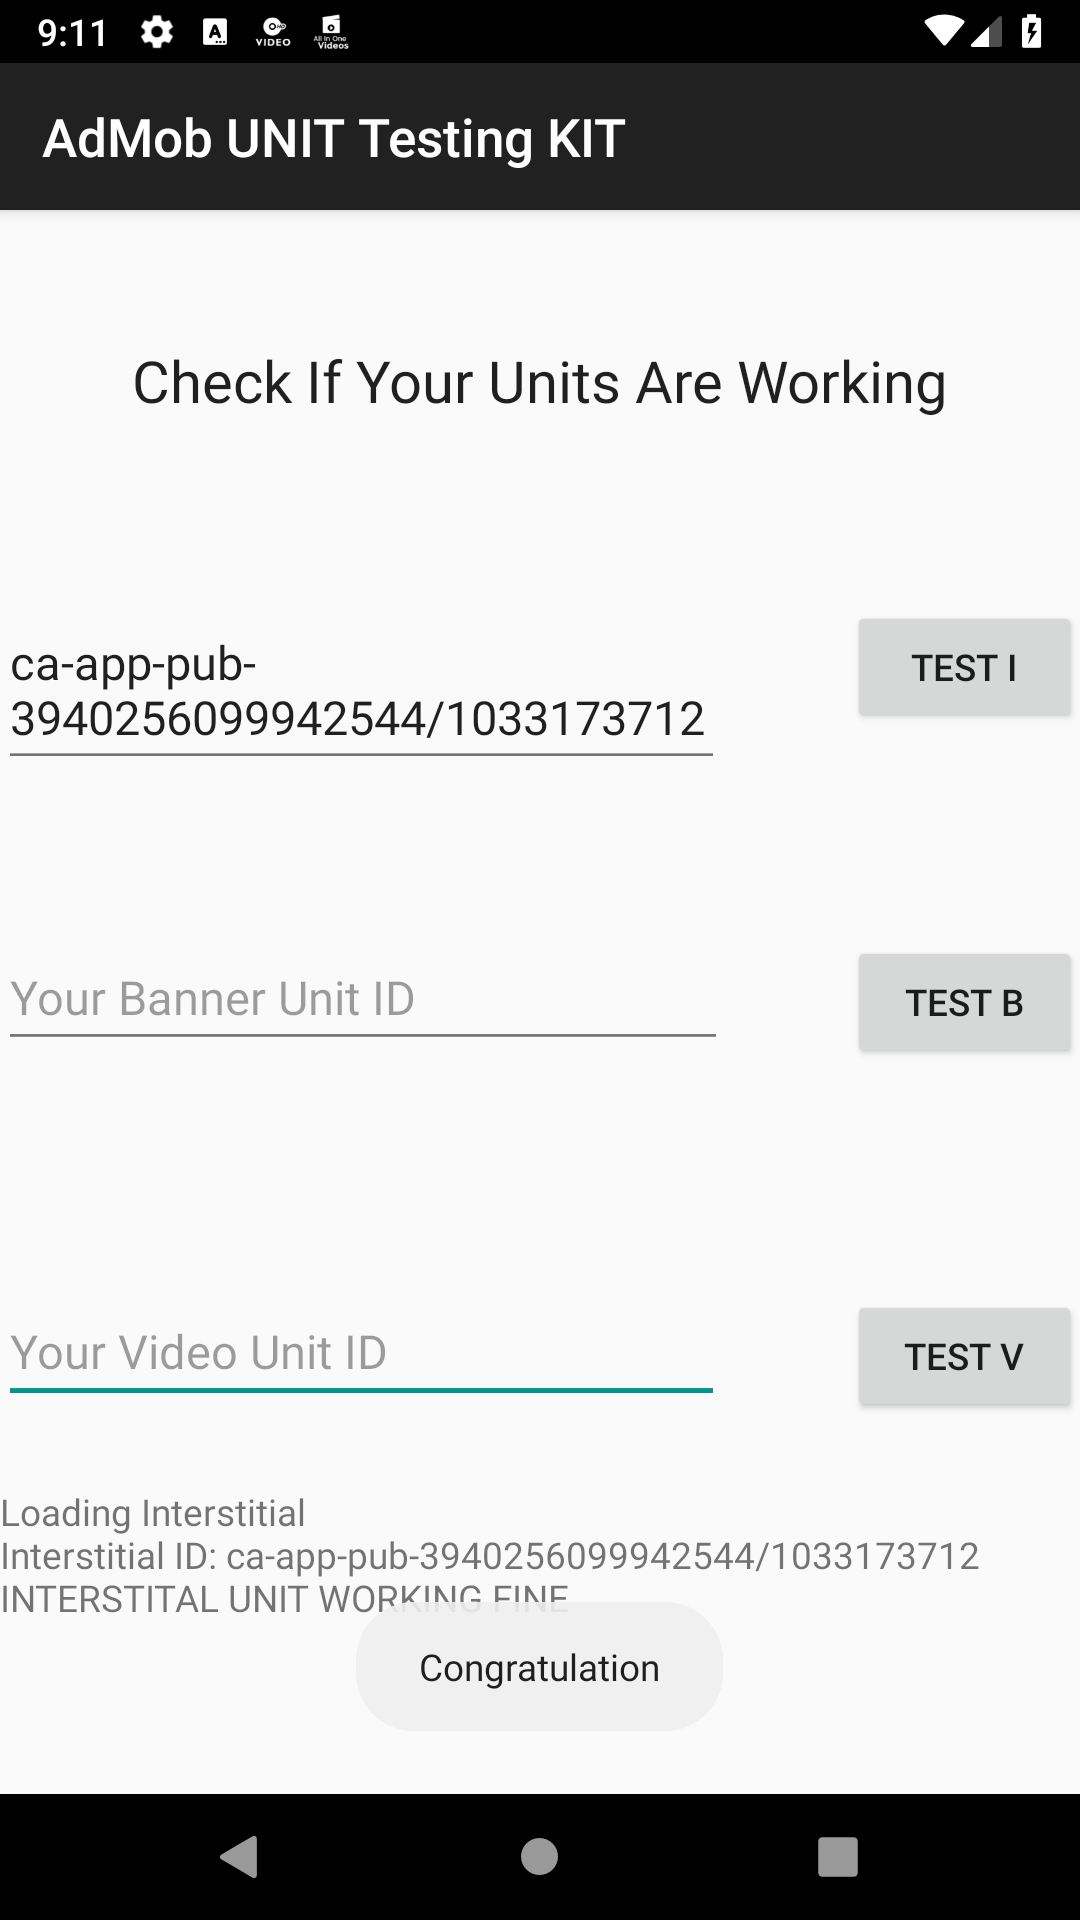 9:11
A
VIDEO
All In One
Videos
AdMob UNIT Testing KIT
Check If Your Units Are Working
ca-app-pub-
3940256099942544/1033173712
TEST I
Your Banner Unit ID
TEST B
Your Video Unit ID
TEST V
Loading Interstitial
Interstitial ID: ca-app-pub-3940256099942544/1033173712
INTERSTITAL UNIT WORKING FINE
Congratulation